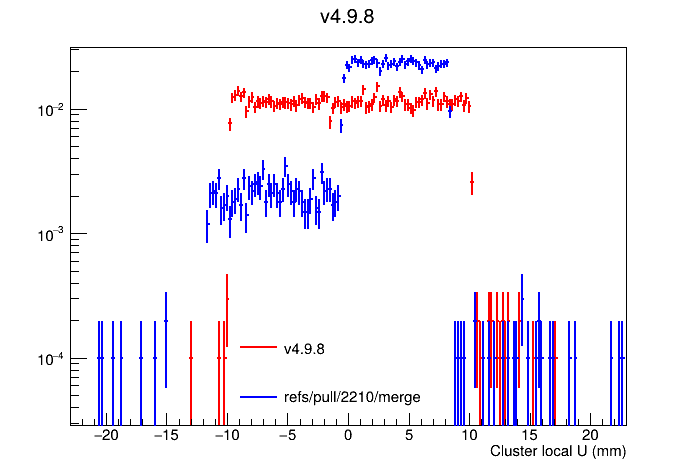 v4.9.8
10⁻²
10⁻³
10⁻⁴
v4.9.8
refs/pull/2210/merge
−20 −15 −10 −5 0 5 10 15 20
Cluster local U (mm)